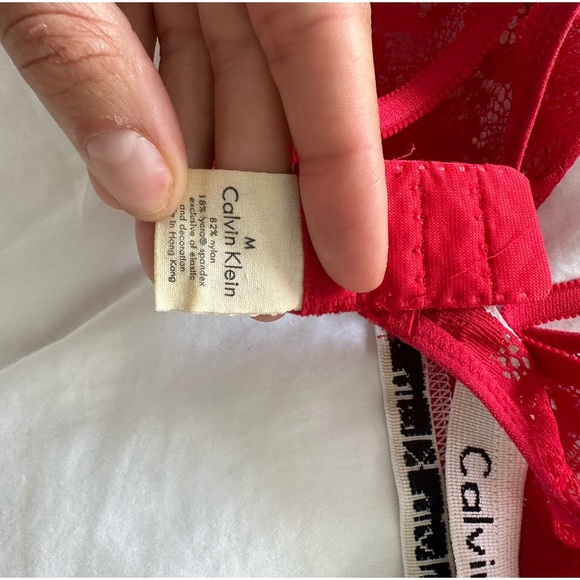 M
Calvin Klein
82% nylon
18% lycra® spandex
exclusive of elastic
and decoration
in Hong Kong
Calvin